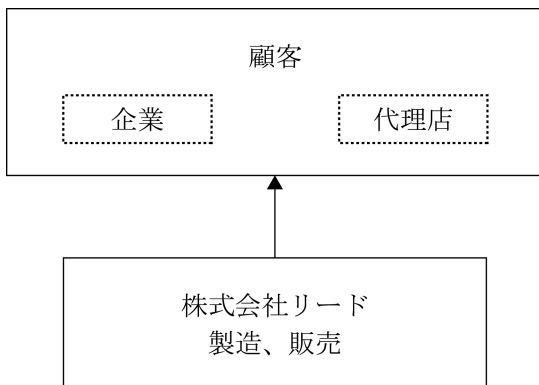 顧客
企業
代理店
株式会社リード
製造、販売